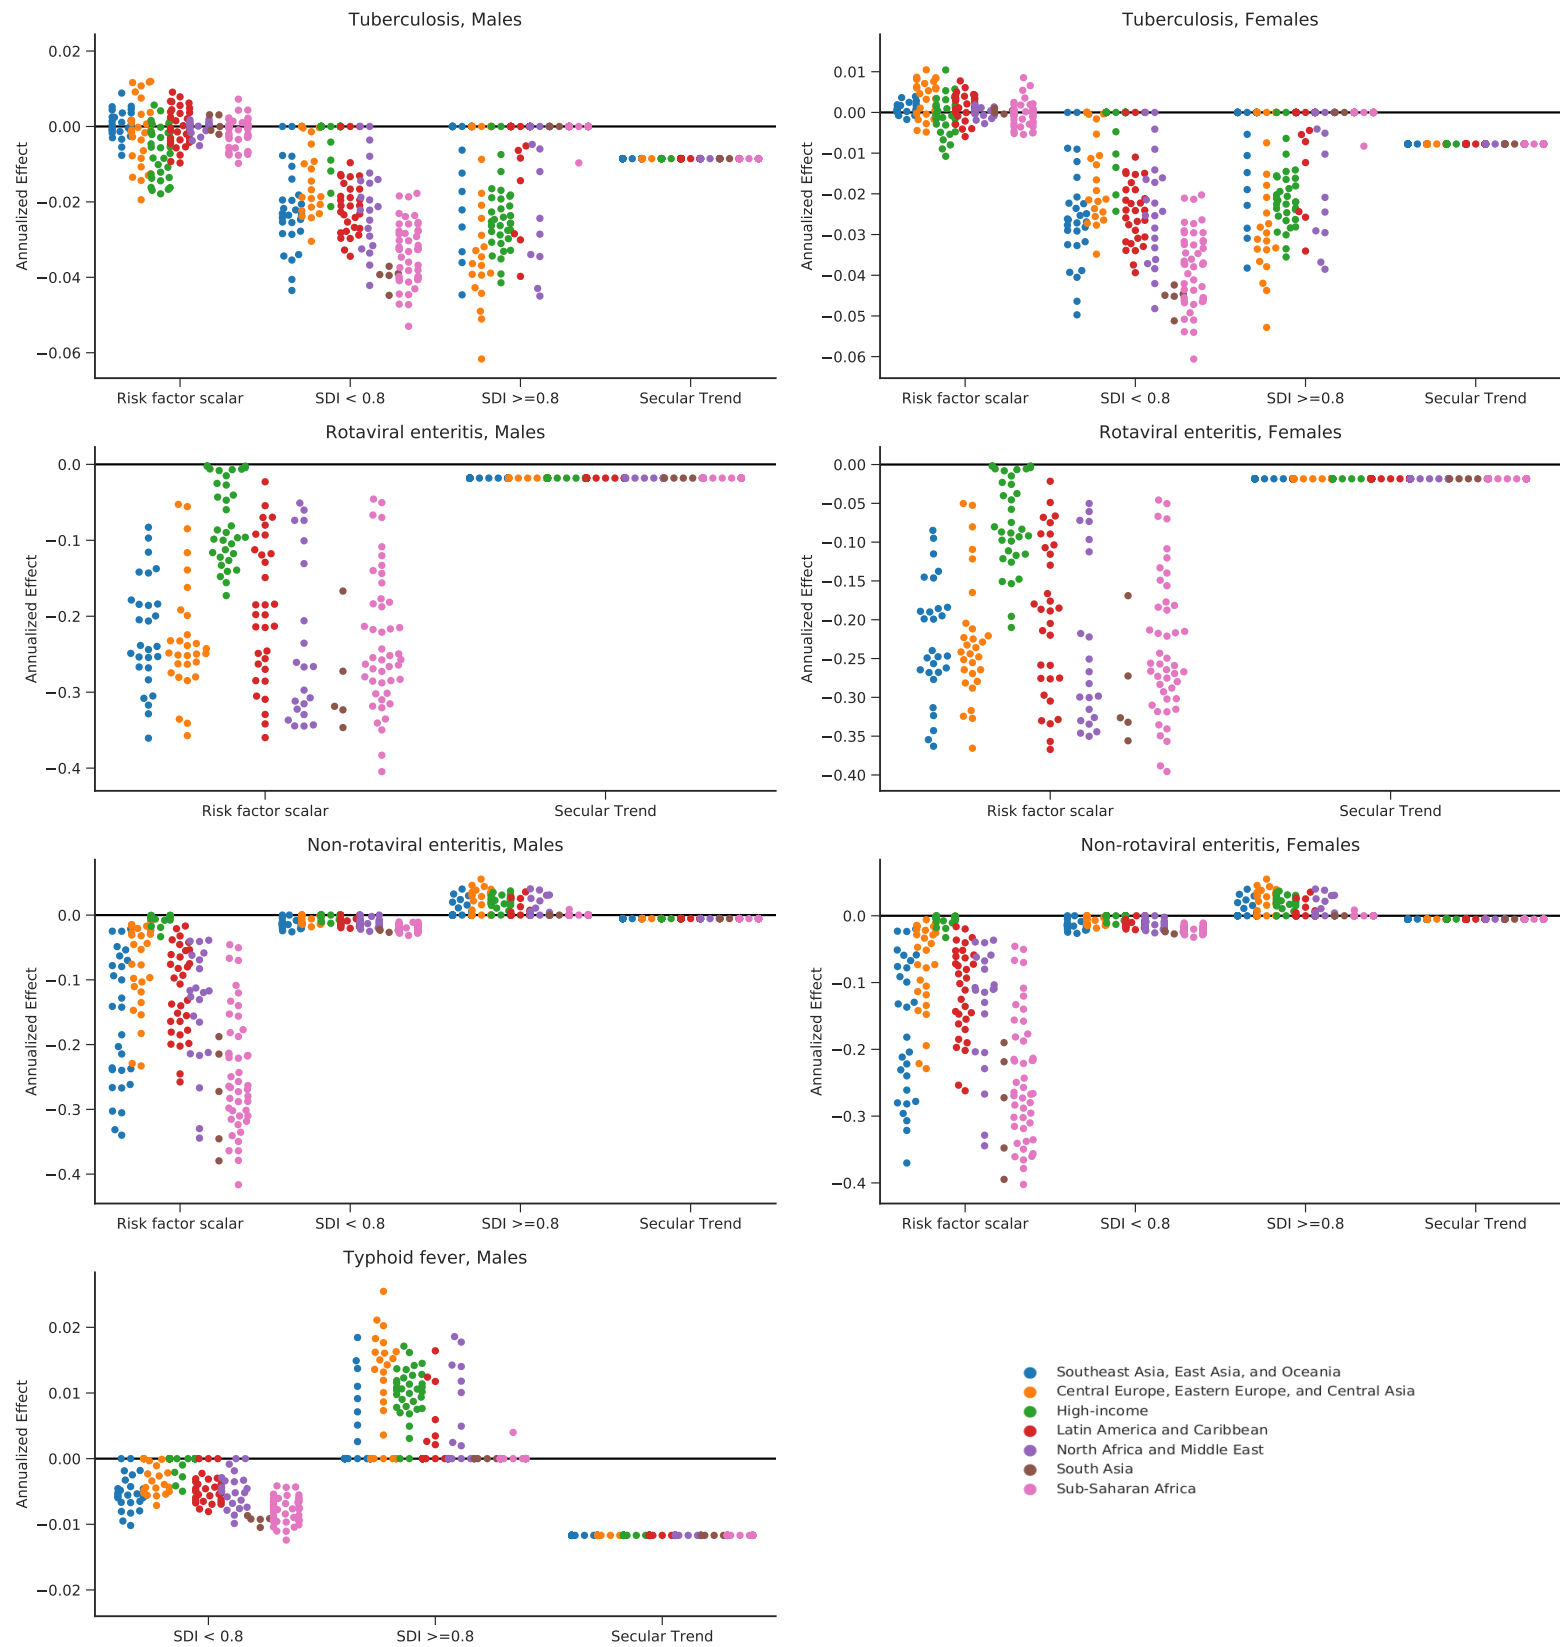 Tuberculosis, Males
Annualized Effect
0.02
0.00
−0.02
−0.04
−0.06
Risk factor scalar
SDI < 0.8
SDI >=0.8
Secular Trend
Tuberculosis, Females
Annualized Effect
0.01
0.00
−0.01
−0.02
−0.03
−0.04
−0.05
−0.06
Risk factor scalar
SDI < 0.8
SDI >=0.8
Secular Trend
Rotaviral enteritis, Males
Annualized Effect
0.0
−0.1
−0.2
−0.3
−0.4
Risk factor scalar
Secular Trend
Rotaviral enteritis, Females
Annualized Effect
0.00
−0.05
−0.10
−0.15
−0.20
−0.25
−0.30
−0.35
−0.40
Risk factor scalar
Secular Trend
Non-rotaviral enteritis, Males
Annualized Effect
0.0
−0.1
−0.2
−0.3
−0.4
Risk factor scalar
SDI < 0.8
SDI >=0.8
Secular Trend
Non-rotaviral enteritis, Females
Annualized Effect
0.0
−0.1
−0.2
−0.3
−0.4
Risk factor scalar
SDI < 0.8
SDI >=0.8
Secular Trend
Typhoid fever, Males
Annualized Effect
0.02
0.01
0.00
−0.01
−0.02
SDI < 0.8
SDI >=0.8
Secular Trend
Southeast Asia, East Asia, and Oceania
Central Europe, Eastern Europe, and Central Asia
High-income
Latin America and Caribbean
North Africa and Middle East
South Asia
Sub-Saharan Africa